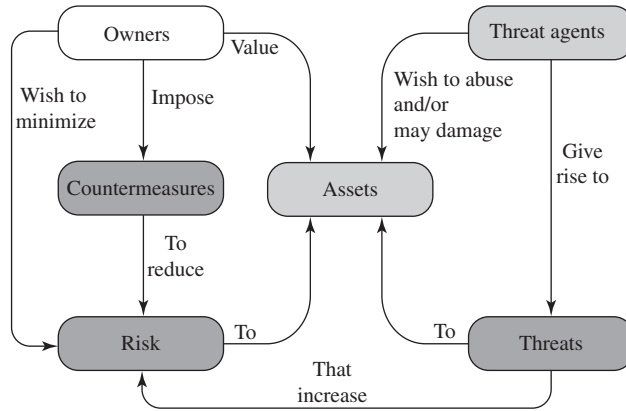 Owners
Value
Threat agents
Wish to
minimize
Impose
Wish to abuse
and/or
may damage
Give
rise to
Countermeasures
Assets
To
reduce
Risk
To
To
Threats
That
increase